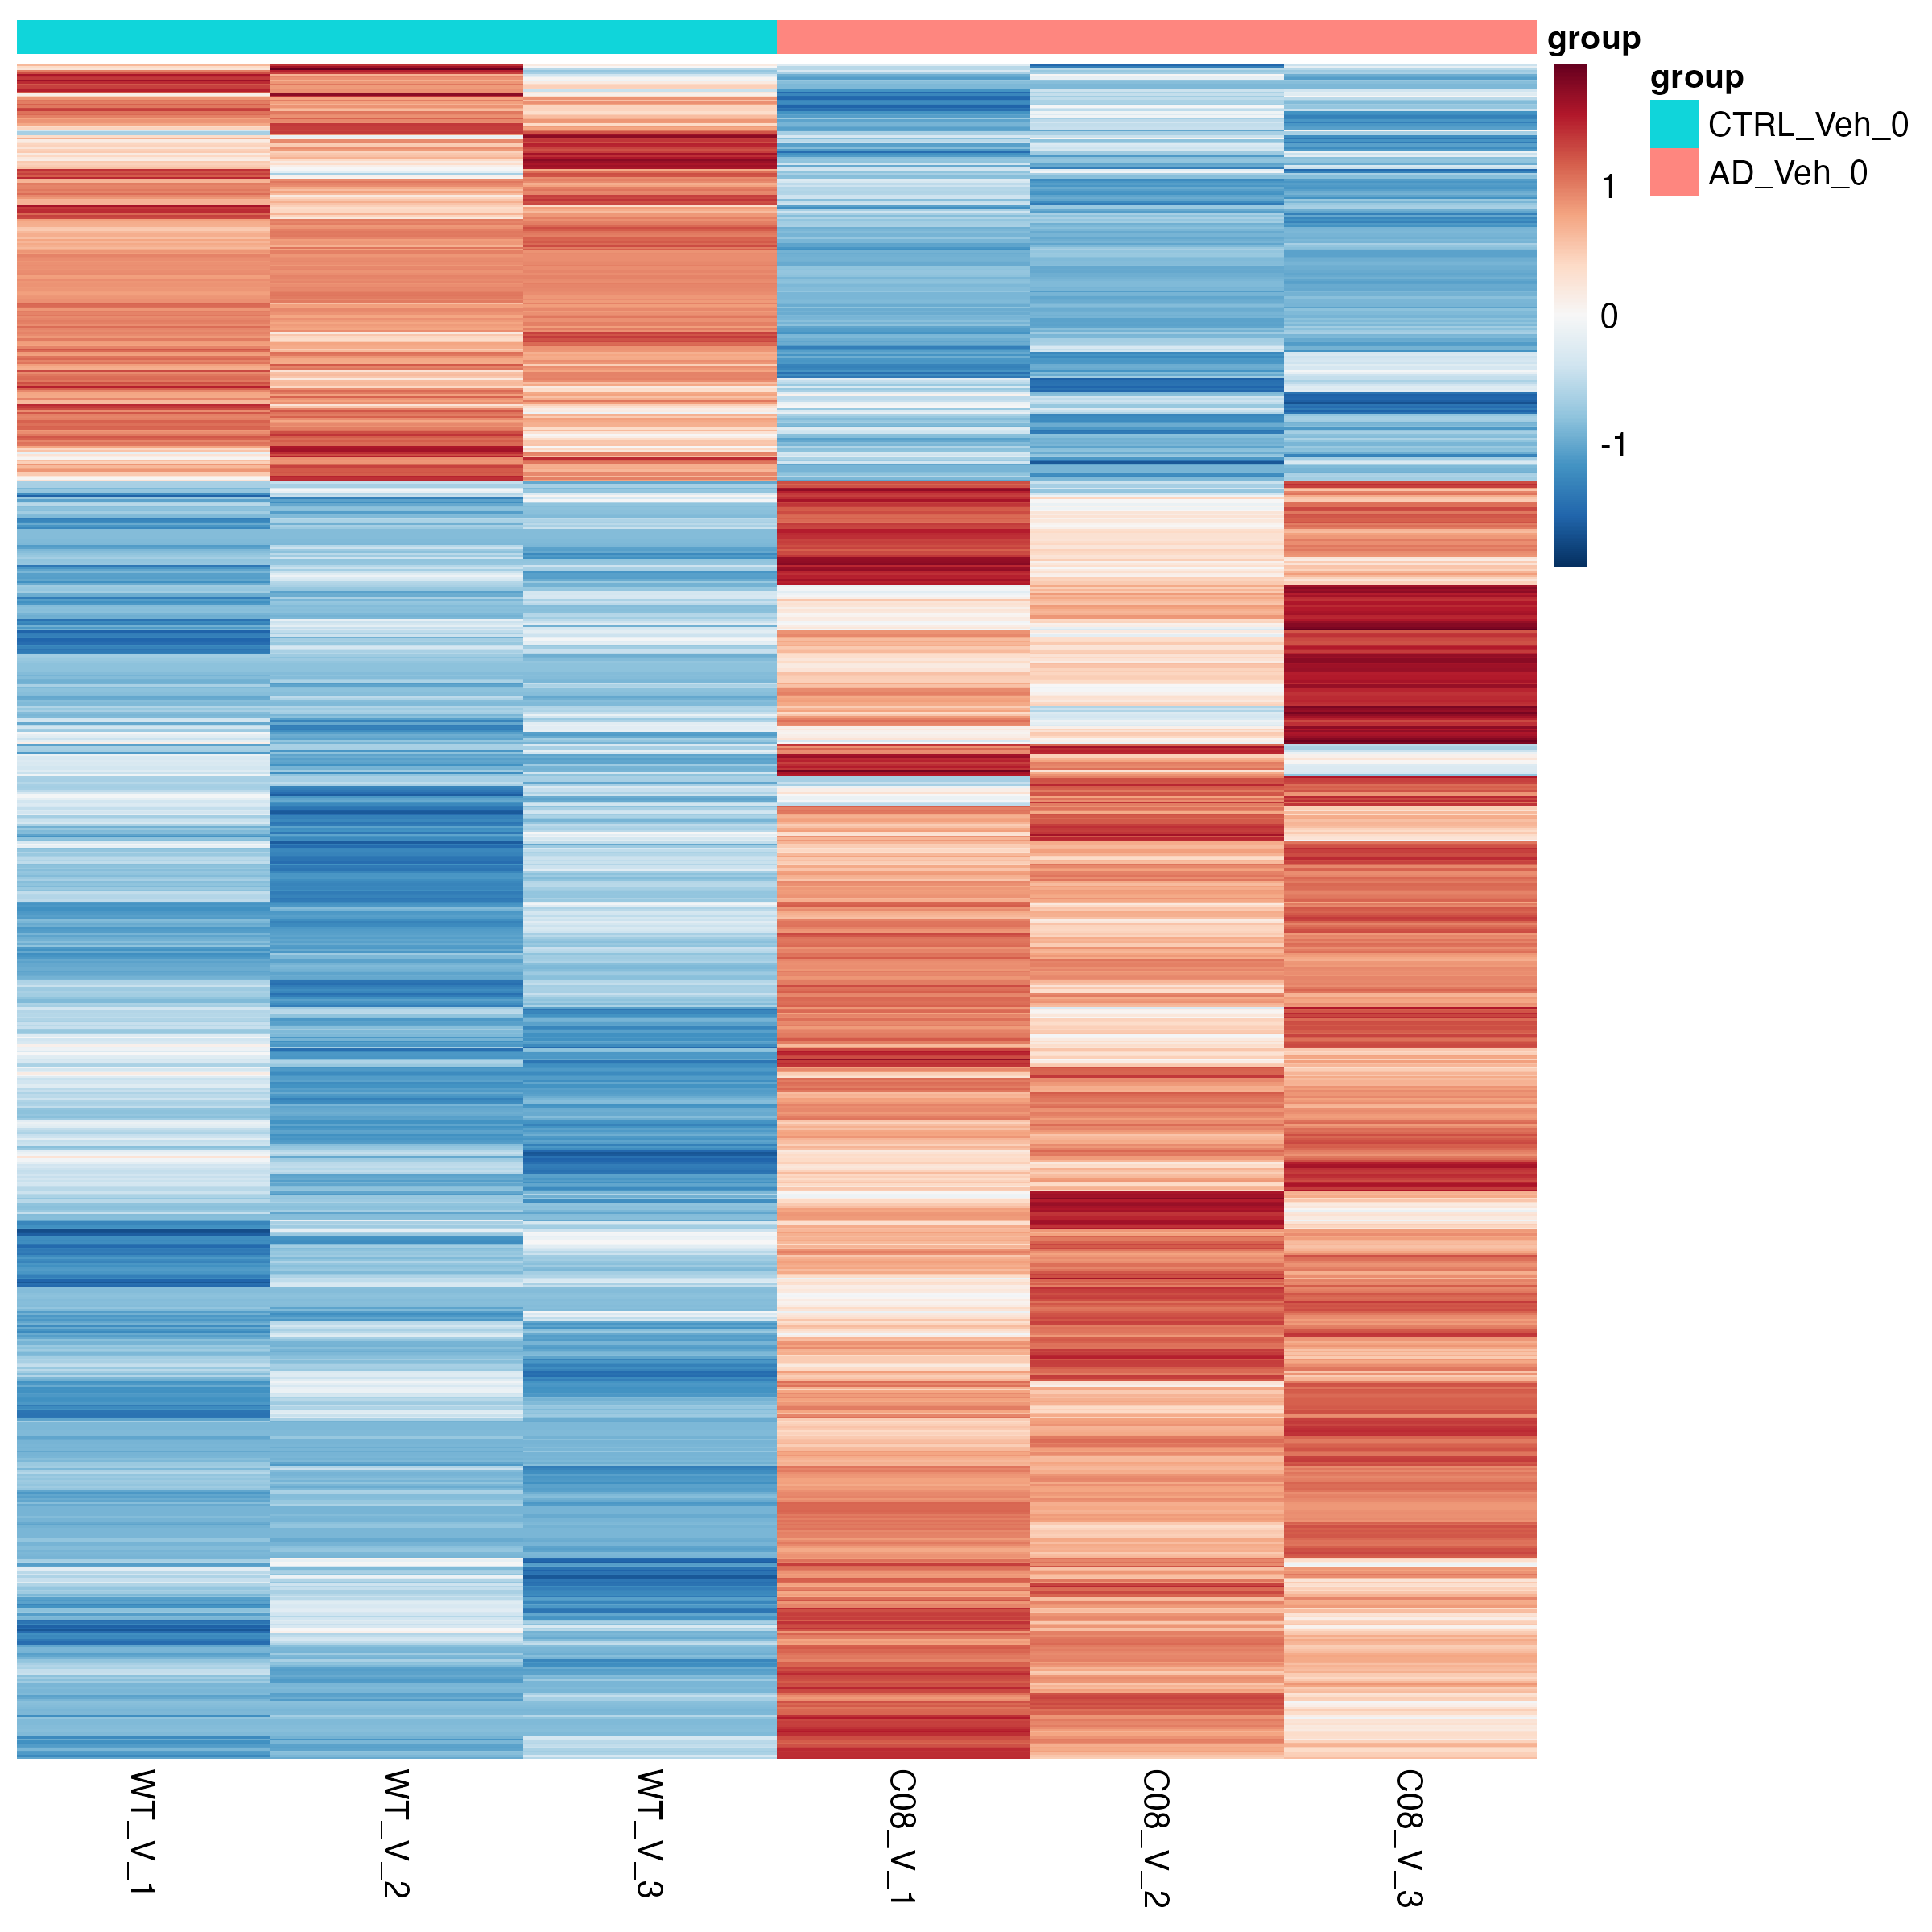 group
group
CTRL_Veh_0
AD_Veh_0
1
0
-1
WT_V_1
WT_V_2
WT_V_3
C08_V_1
C08_V_2
C08_V_3